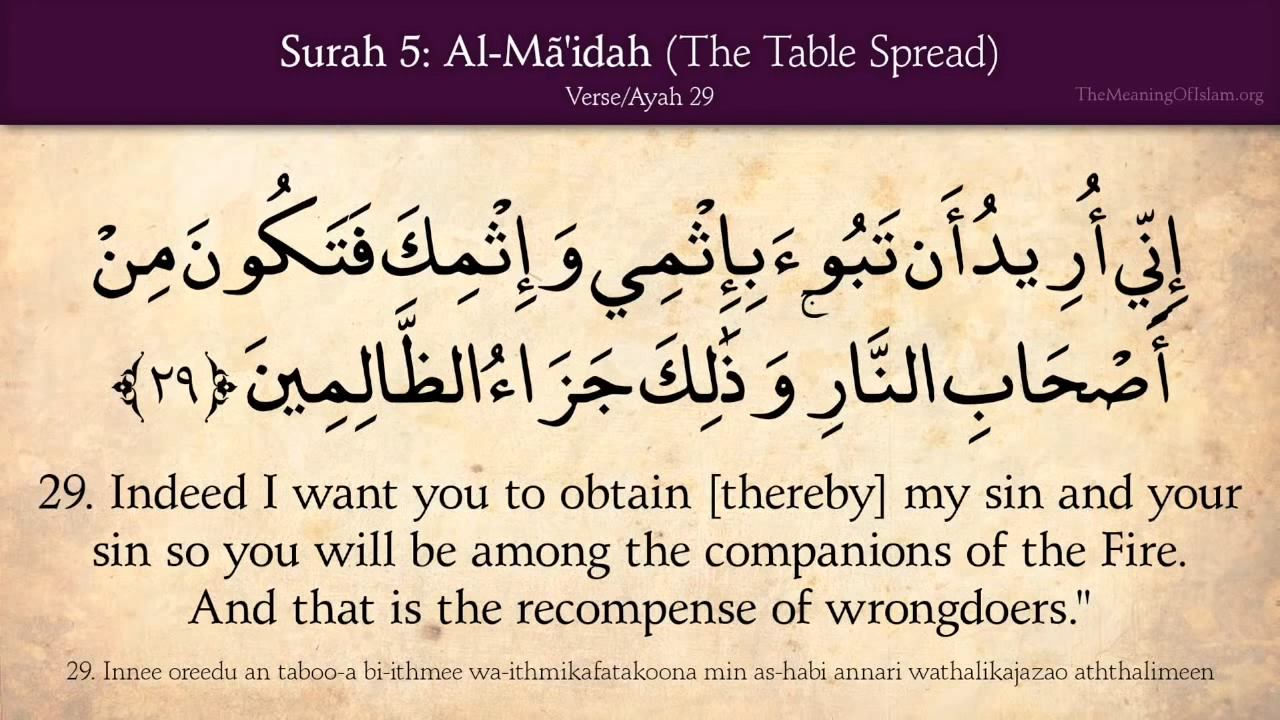 Surah 5: Al-Mã'idah (The Table Spread)
Verse/Ayah 29
TheMeaningOfIslam.org
إِنِّي أُرِيدُ أَن تَبُوءَ بِإِثْمِي وَإِثْمِكَ فَتَكُونَ مِنْ
أَصْحَابِ النَّارِ ۚ وَذَٰلِكَ جَزَاءُ الظَّالِمِينَ ﴿٢٩﴾
29. Indeed I want you to obtain [thereby] my sin and your
sin so you will be among the companions of the Fire.
And that is the recompense of wrongdoers."
29. Innee oreedu an taboo-a bi-ithmee wa-ithmikafatakoona min as-habi annari wathalikajazao aththalimeen